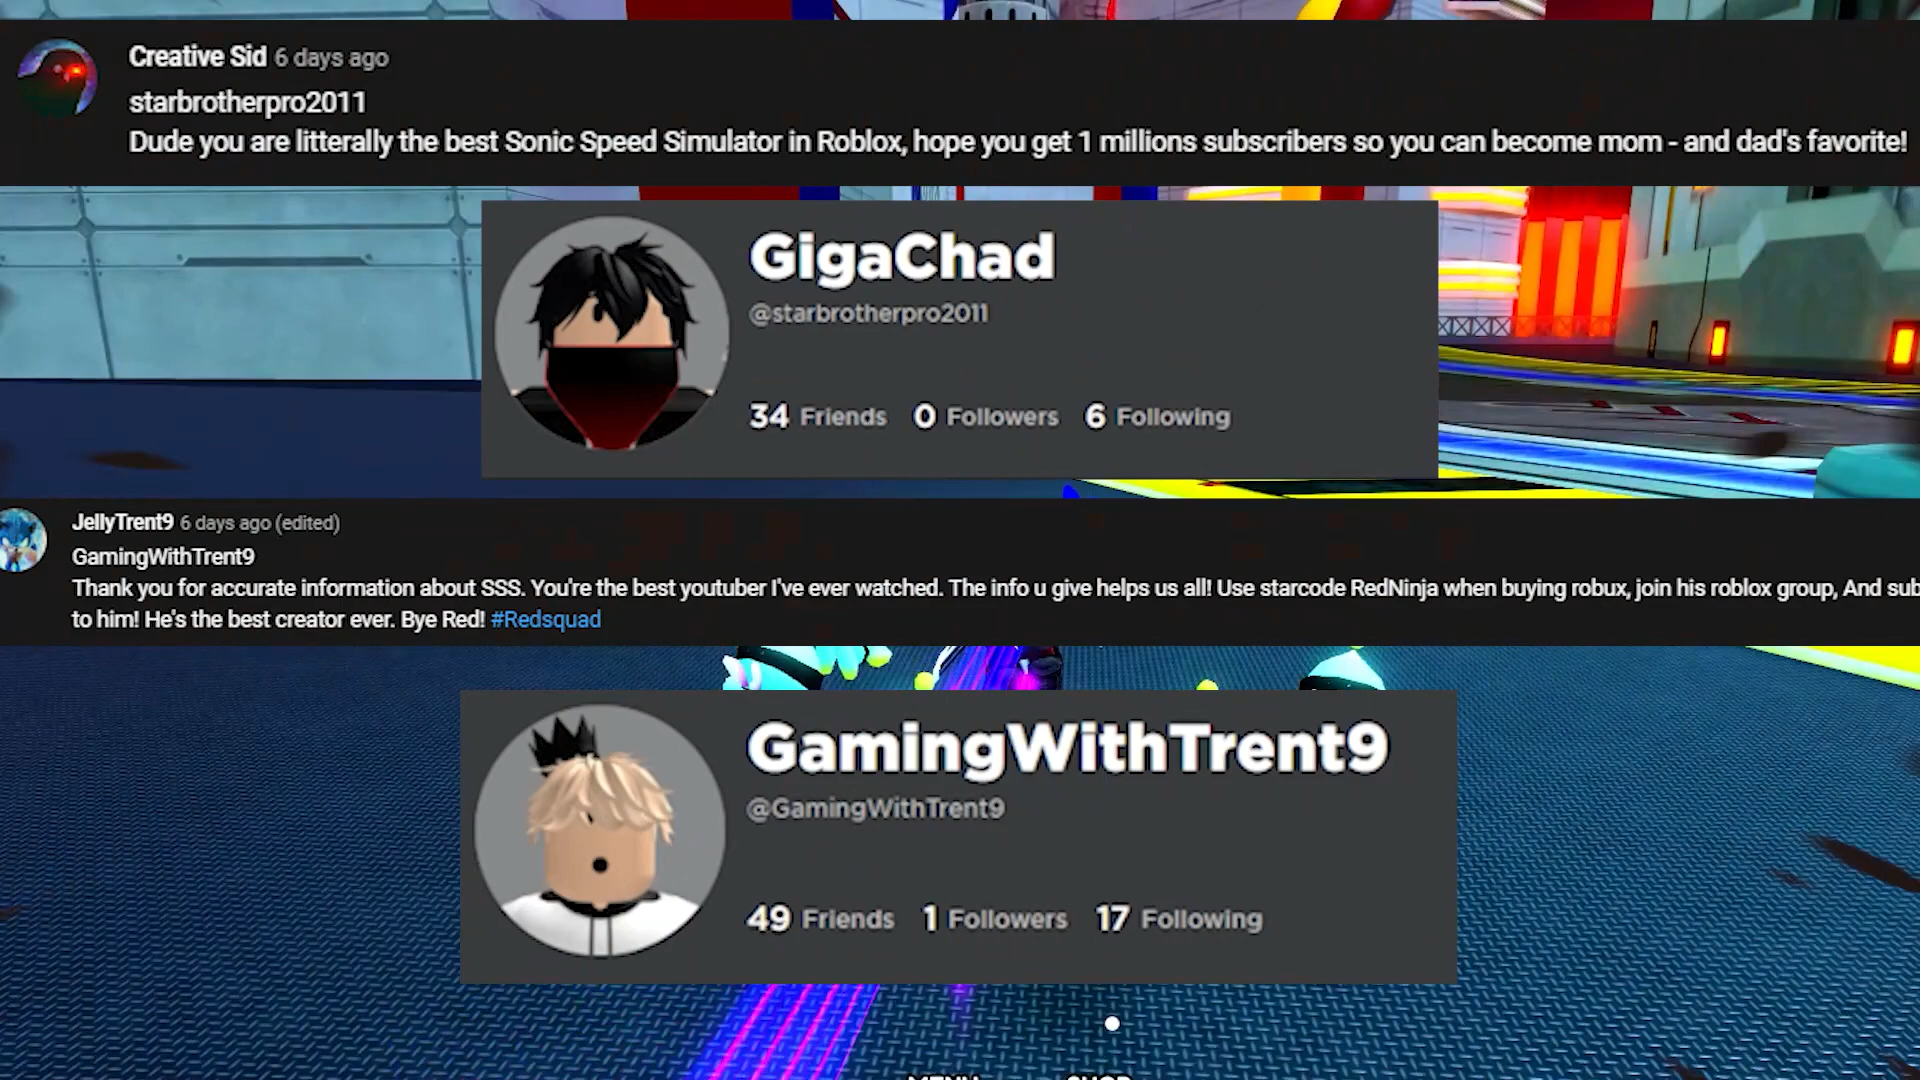 Creative Sid 6 days ago
starbrotherpro2011
Dude you are litterally the best Sonic Speed Simulator in Roblox, hope you get 1 millions subscribers so you can become mom - and dad's favorite!
GigaChad
@starbrotherpro2011
34 Friends 0 Followers 6 Following
JellyTrent9 6 days ago (edited)
GamingWithTrent9
Thank you for accurate information about SSS. You're the best youtuber I've ever watched. The info u give helps us all! Use starcode RedNinja when buying robux, join his roblox group, And sub
to him! He's the best creator ever. Bye Red! #Redsquad
GamingWithTrent9
@GamingWithTrent9
49 Friends 1 Followers 17 Following
MENU SHOP